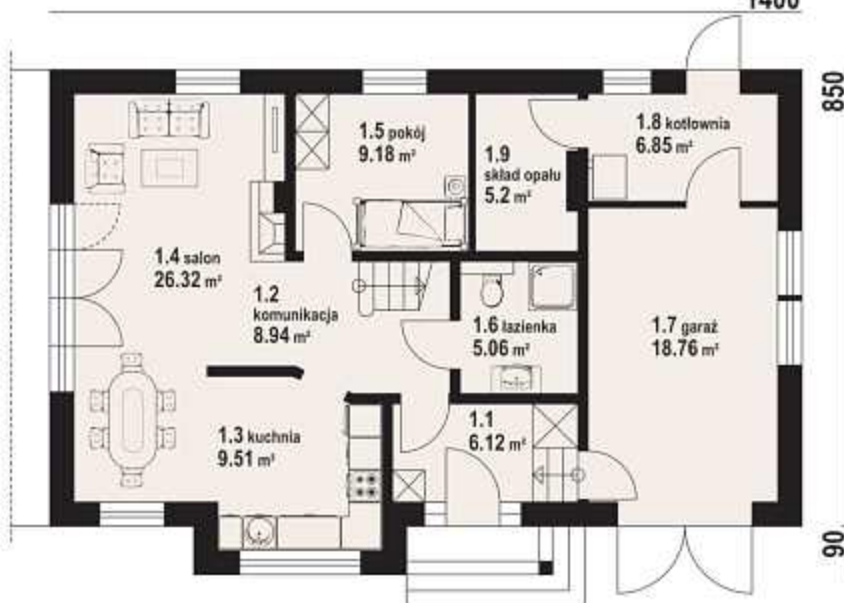 1400
850
1.5 pokój
9.18 m²
1.8 kotłownia
6.85 m²
1.9
skład opału
5.2 m²
1.4 salon
26.32 m²
1.2
komunikacja
8.94 m²
1.6 łazienka
5.06 m²
1.7 garaż
18.76 m²
1.3 kuchnia
9.51 m²
1.1
6.12 m²
90